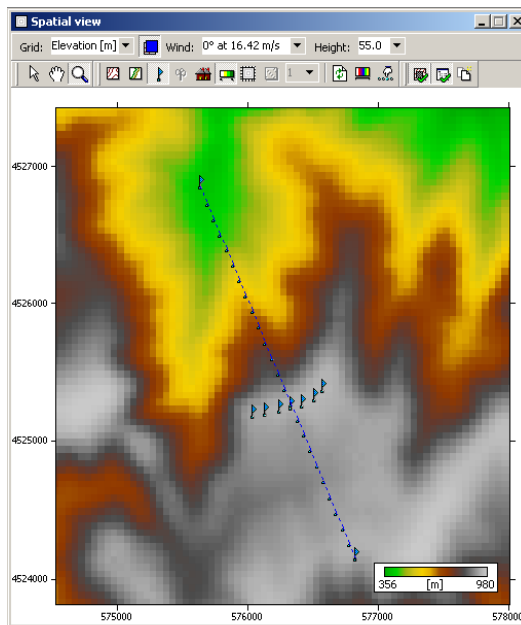 Spatial view
Grid: Elevation [m] Wind: 0° at 16.42 m/s Height: 55.0
1
4527000
4526000
4525000
4524000
356 [m] 980
575000 576000 577000 578000